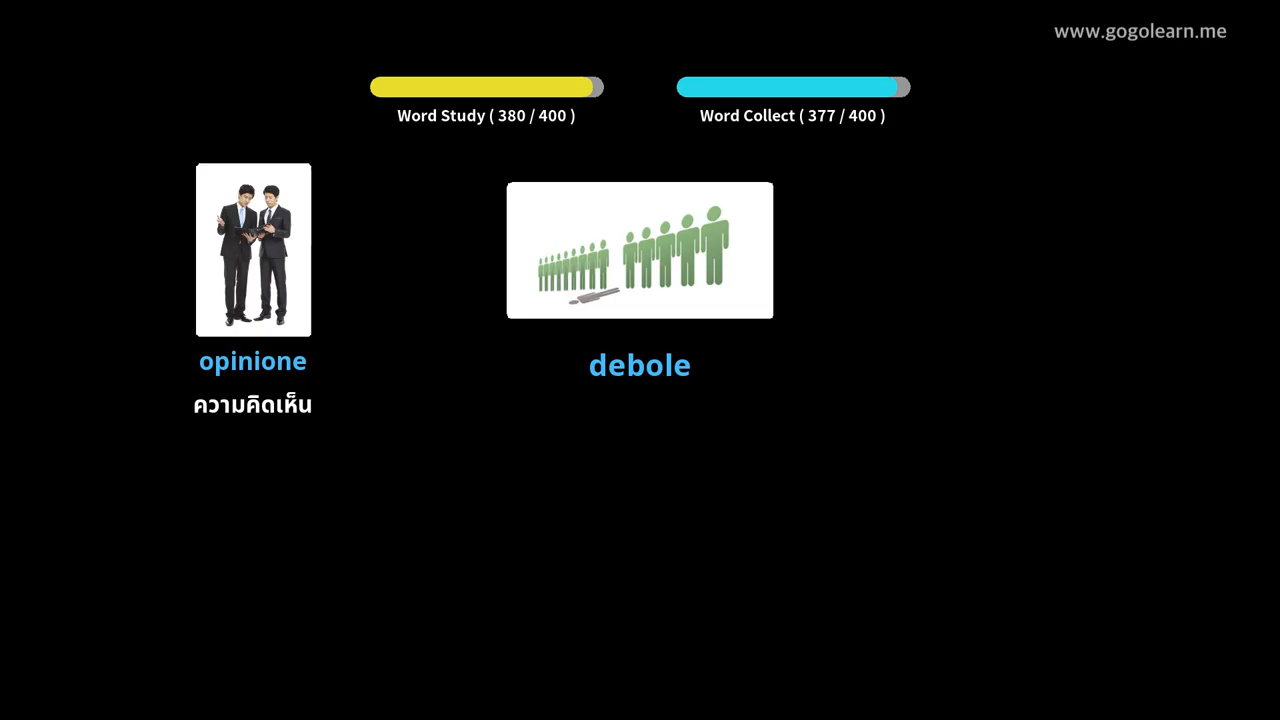 www.gogolearn.me
Word Study ( 380 / 400 )
Word Collect ( 377 / 400 )
opinione
ความคิดเห็น
debole